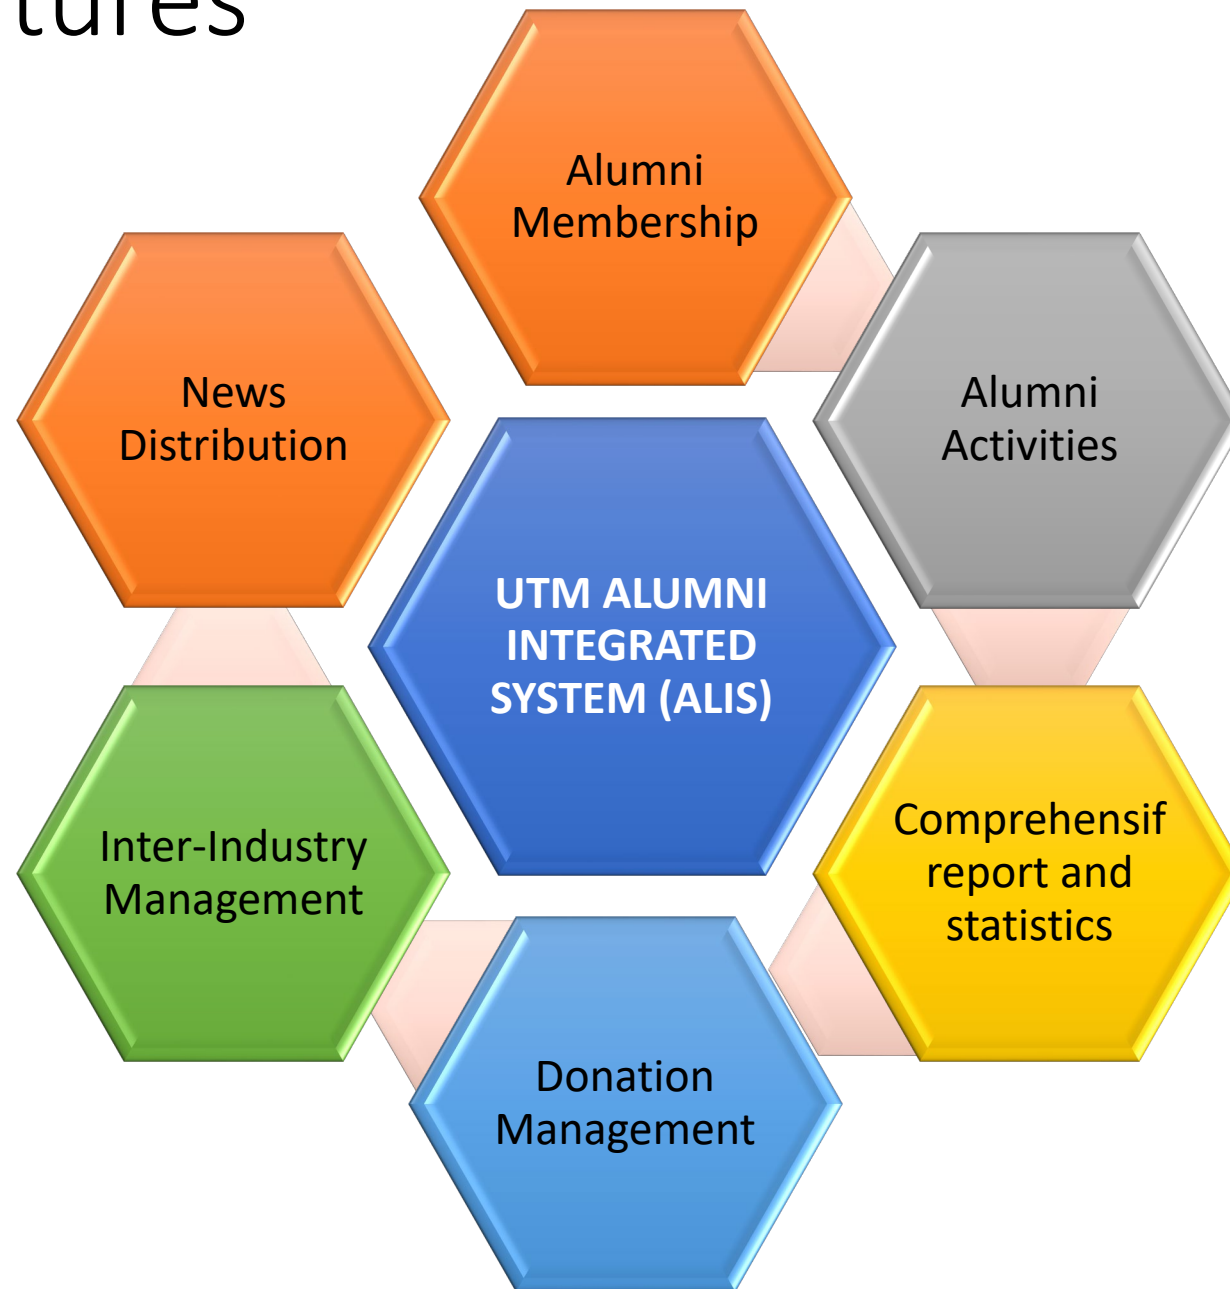 tures
Alumni
Membership
News
Distribution
Alumni
Activities
UTM ALUMNI
INTEGRATED
SYSTEM (ALIS)
Inter-Industry
Management
Comprehensif
report and
statistics
Donation
Management